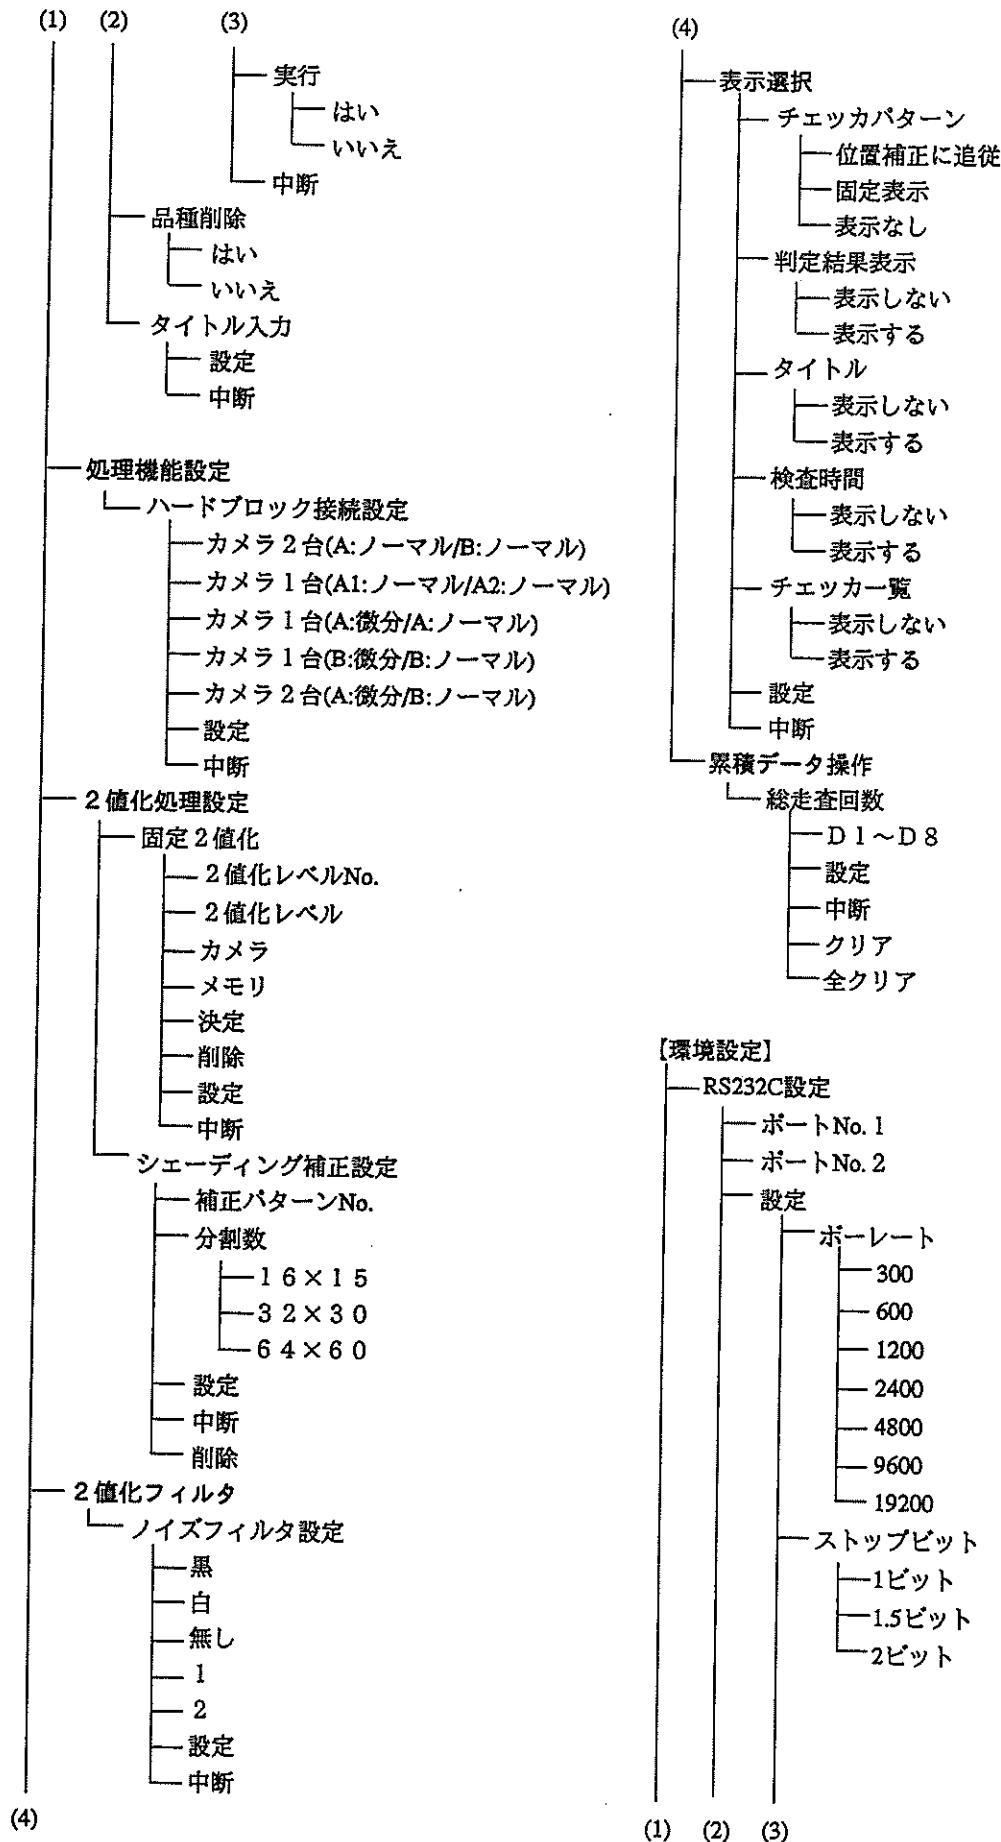 (1) (2) (3)
実行
はい
いいえ
中断
品種削除
はい
いいえ
タイトル入力
設定
中断
処理機能設定
ハードブロック接続設定
カメラ2台(A:ノーマル/B:ノーマル)
カメラ1台(A1:ノーマル/A2:ノーマル)
カメラ1台(A:微分/A:ノーマル)
カメラ1台(B:微分/B:ノーマル)
カメラ2台(A:微分/B:ノーマル)
設定
中断
2値化処理設定
固定2値化
2値化レベルNo.
2値化レベル
カメラ
メモリ
決定
削除
設定
中断
シェーディング補正設定
補正パターンNo.
分割数
16×15
32×30
64×60
設定
中断
削除
2値化フィルタ
ノイズフィルタ設定
黒
白
無し
1
2
設定
中断
(4)
(4)
表示選択
チェッカパターン
位置補正に追従
固定表示
表示なし
判定結果表示
表示しない
表示する
タイトル
表示しない
表示する
検査時間
表示しない
表示する
チェッカ一覧
表示しない
表示する
設定
中断
累積データ操作
総走査回数
D1~D8
設定
中断
クリア
全クリア
【環境設定】
RS232C設定
ポートNo.1
ポートNo.2
設定
ボーレート
300
600
1200
2400
4800
9600
19200
ストップビット
1ビット
1.5ビット
2ビット
(1) (2) (3)